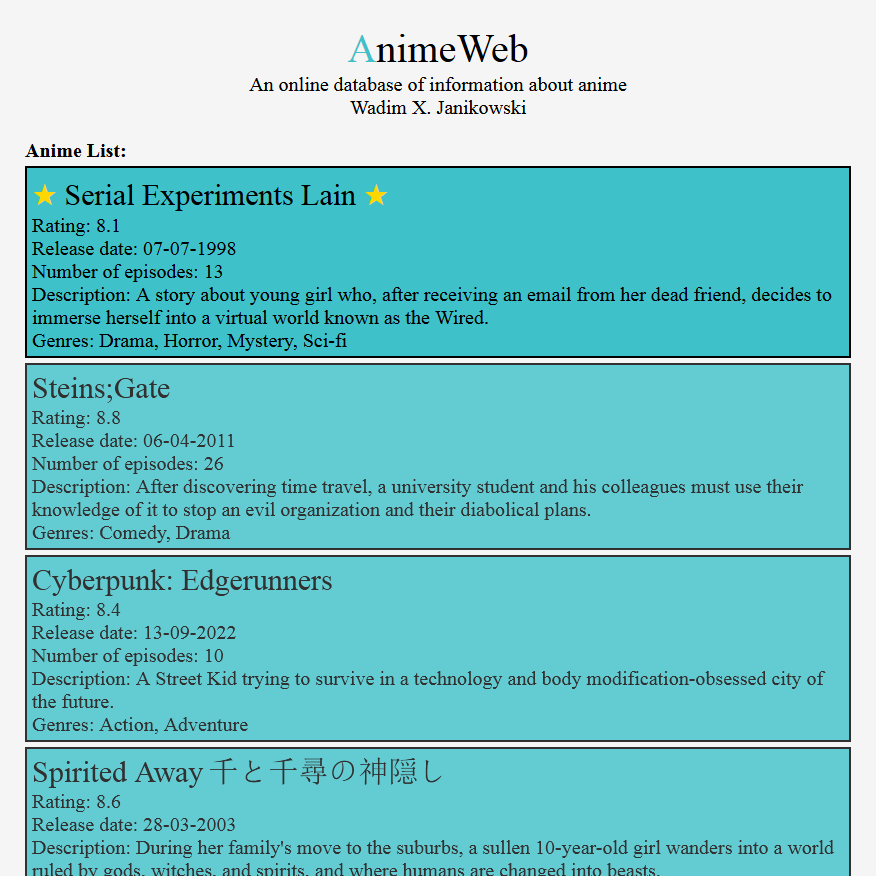 AnimeWeb
An online database of information about anime
Wadim X. Janikowski
Anime List:
★ Serial Experiments Lain ★
Rating: 8.1
Release date: 07-07-1998
Number of episodes: 13
Description: A story about young girl who, after receiving an email from her dead friend, decides to
immerse herself into a virtual world known as the Wired.
Genres: Drama, Horror, Mystery, Sci-fi
Steins;Gate
Rating: 8.8
Release date: 06-04-2011
Number of episodes: 26
Description: After discovering time travel, a university student and his colleagues must use their
knowledge of it to stop an evil organization and their diabolical plans.
Genres: Comedy, Drama
Cyberpunk: Edgerunners
Rating: 8.4
Release date: 13-09-2022
Number of episodes: 10
Description: A Street Kid trying to survive in a technology and body modification-obsessed city of
the future.
Genres: Action, Adventure
Spirited Away 千と千尋の神隠し
Rating: 8.6
Release date: 28-03-2003
Description: During her family's move to the suburbs, a sullen 10-year-old girl wanders into a world
ruled by gods, witches, and spirits, and where humans are changed into beasts.